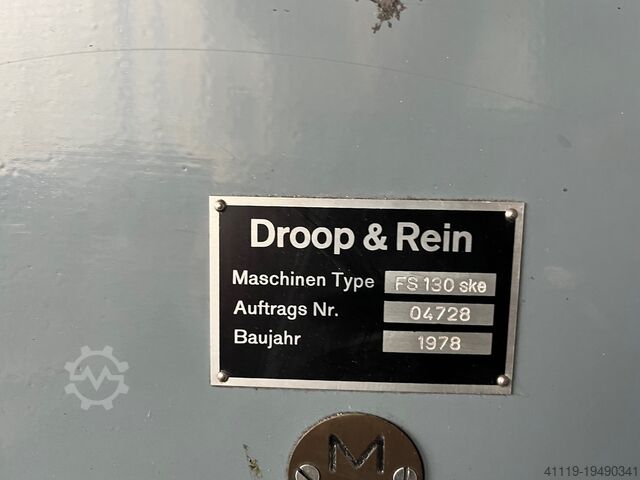 Droop & Rein
Maschinen Type FS 130 ske
Auftrags Nr. 04728
Baujahr 1978
M
41119-19490341